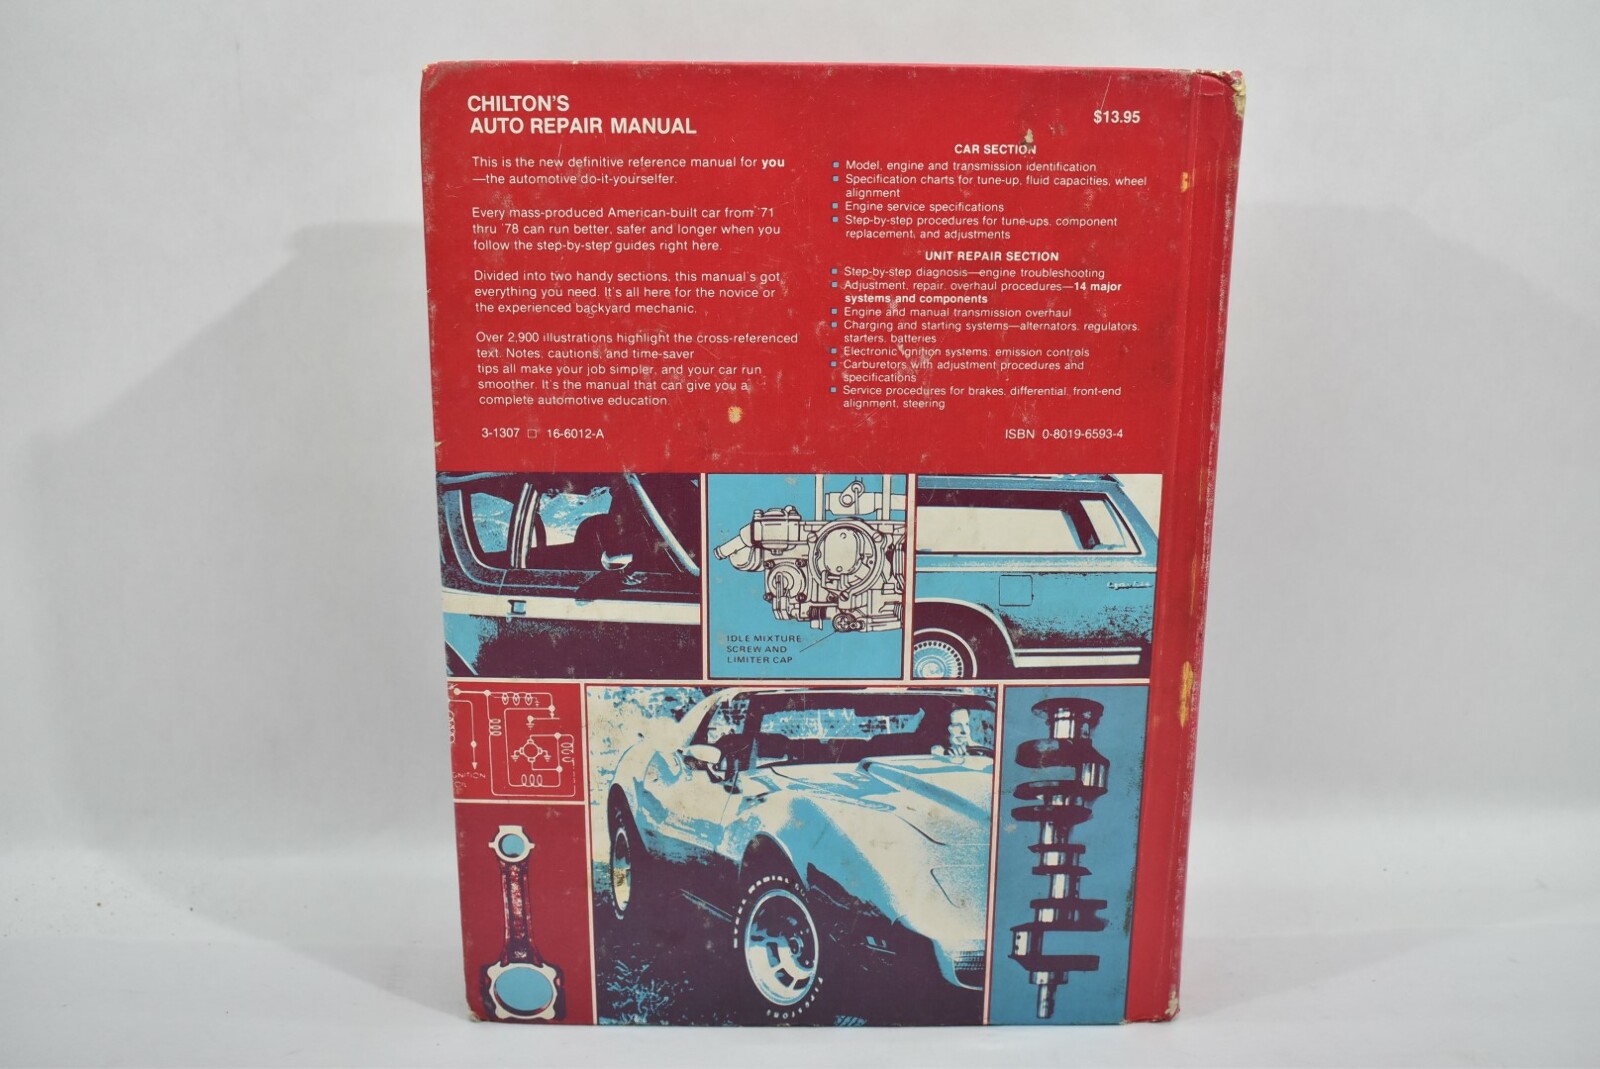 CHILTON'S
AUTO REPAIR MANUAL
This is the new definitive reference manual for you
—the automotive do-it-yourselfer.
Every mass-produced American-built car from '71
thru '78 can run better, safer and longer when you
follow the step-by-step guides right here.
Divided into two handy sections, this manual's got
everything you need. It's all here for the novice or
the experienced backyard mechanic.
Over 2,900 illustrations highlight the cross-referenced
text. Notes, cautions, and time-saver
tips all make your job simpler, and your car run
smoother. It's the manual that can give you a
complete automotive education.
3-1307 □ 16-6012-A
$13.95
CAR SECTION
Model, engine and transmission identification
Specification charts for tune-up, fluid capacities, wheel
alignment
Engine service specifications
Step-by-step procedures for tune-ups, component
replacement, and adjustments
UNIT REPAIR SECTION
Step-by-step diagnosis—engine troubleshooting
Adjustment, repair, overhaul procedures—14 major
systems and components
Engine and manual transmission overhaul
Charging and starting systems—alternators, regulators,
starters, batteries
Electronic ignition systems; emission controls
Carburetors with adjustment procedures and
specifications
Service procedures for brakes, differential, front-end
alignment, steering
ISBN 0-8019-6593-4
IDLE MIXTURE
SCREW AND
LIMITER CAP
GNITION
RADIAL
FIRESTONE